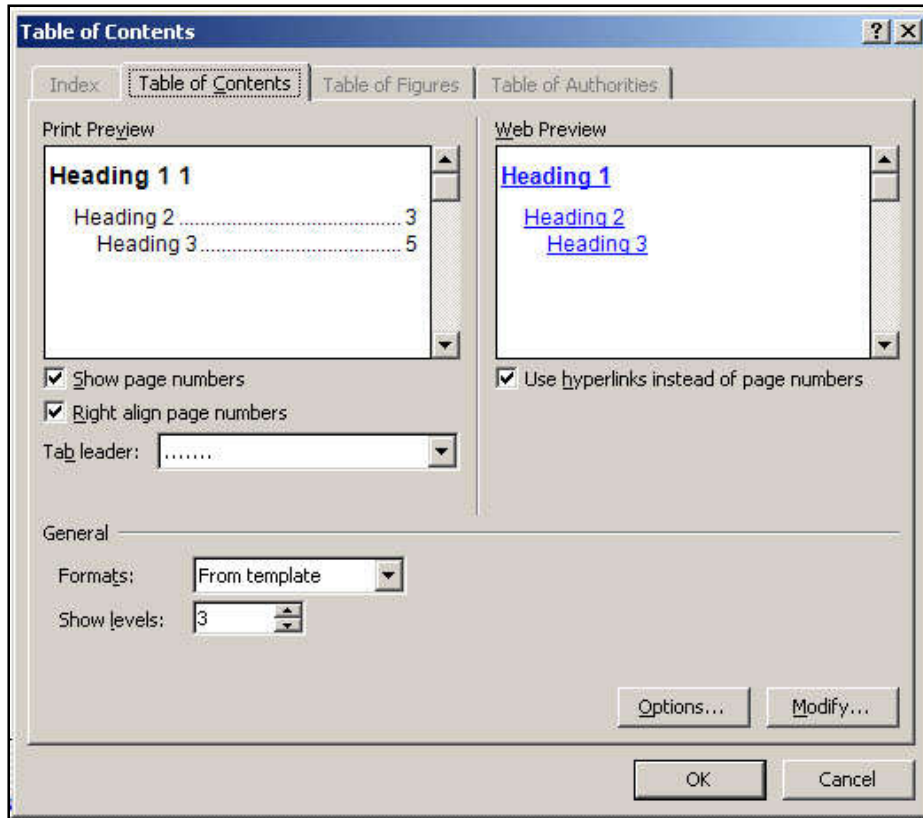 Table of Contents
Index Table of Contents Table of Figures Table of Authorities
Print Preview
Heading 1 1
Heading 2.......................................3
Heading 3...................................5
Show page numbers
Right align page numbers
Tab leader: .......
Web Preview
Heading 1
Heading 2
Heading 3
Use hyperlinks instead of page numbers
General
Formats: From template
Show levels: 3
Options... Modify...
OK Cancel